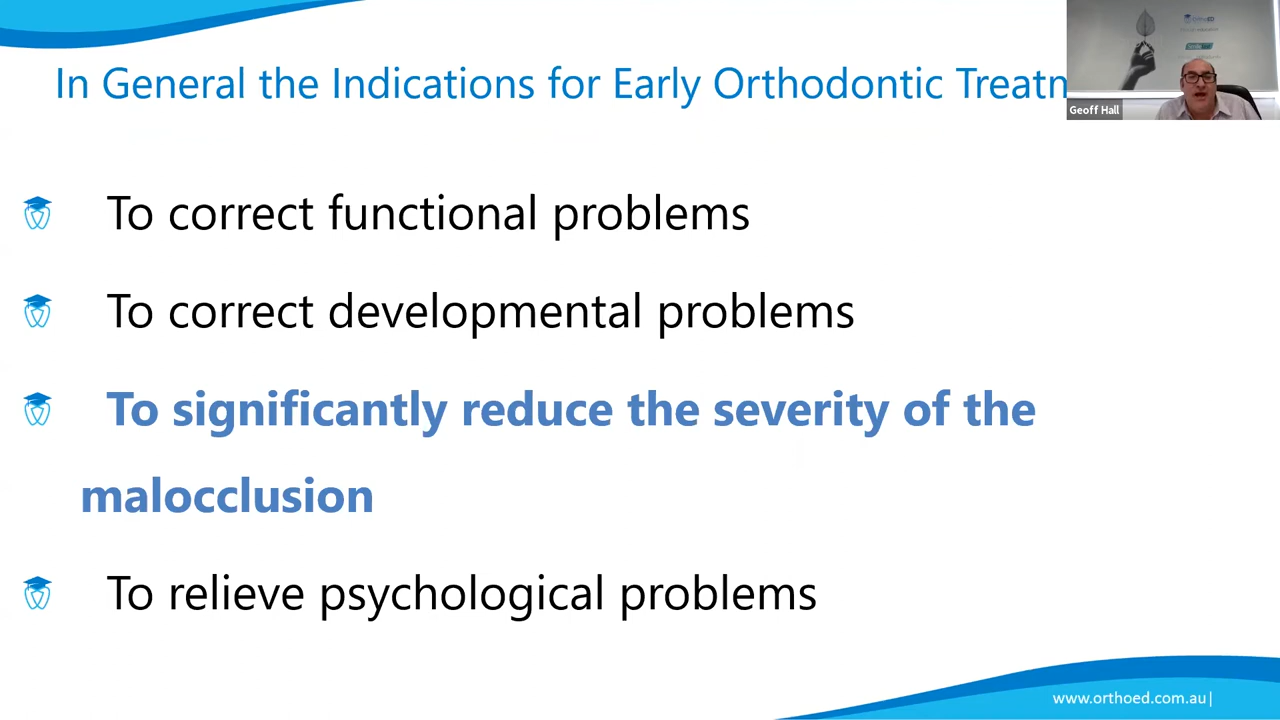 In General the Indications for Early Orthodontic Treatm
Geoff Hall
To correct functional problems
To correct developmental problems
To significantly reduce the severity of the
malocclusion
To relieve psychological problems
www.orthoed.com.au|